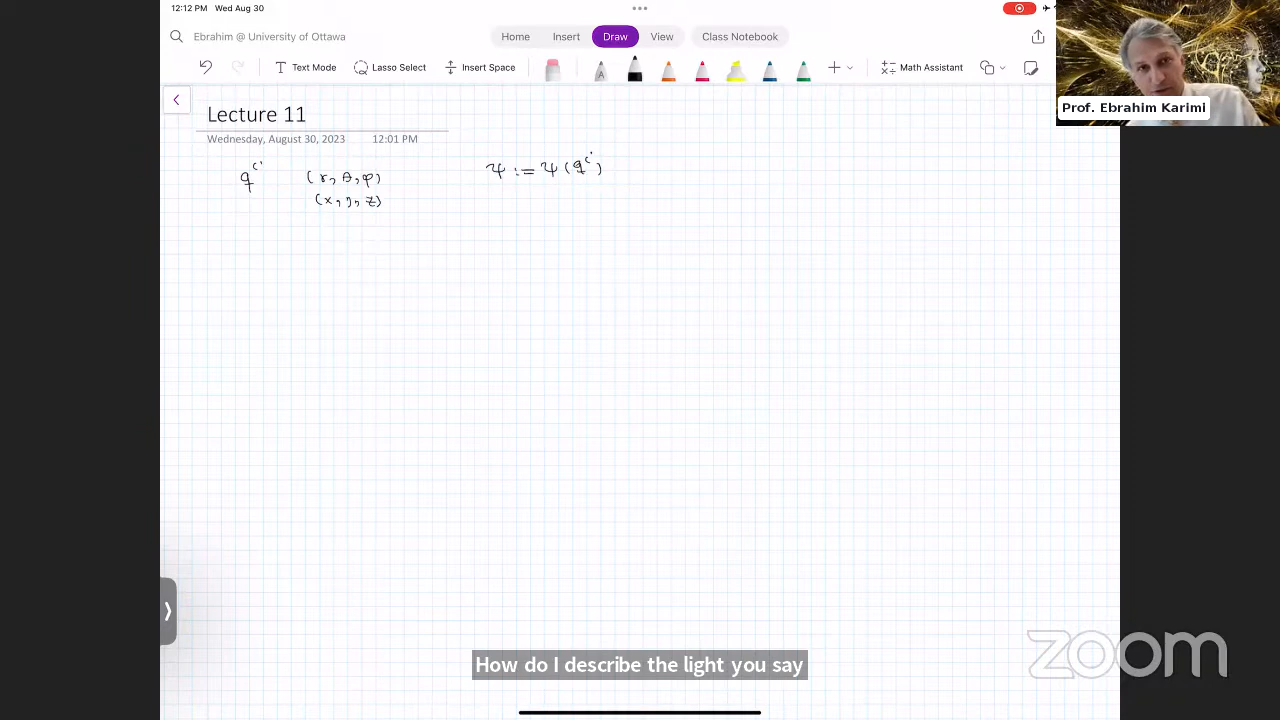 12:12 PM Wed Aug 30
Ebrahim @ University of Ottawa
Home Insert Draw View Class Notebook
Text Mode Lasso Select Insert Space A Math Assistant
Prof. Ebrahim Karimi
Lecture 11
Wednesday, August 30, 2023 12:01 PM
q^i (r, θ, φ) ψ := ψ(q^i)
(x, y, z)
How do I describe the light you say
zoom